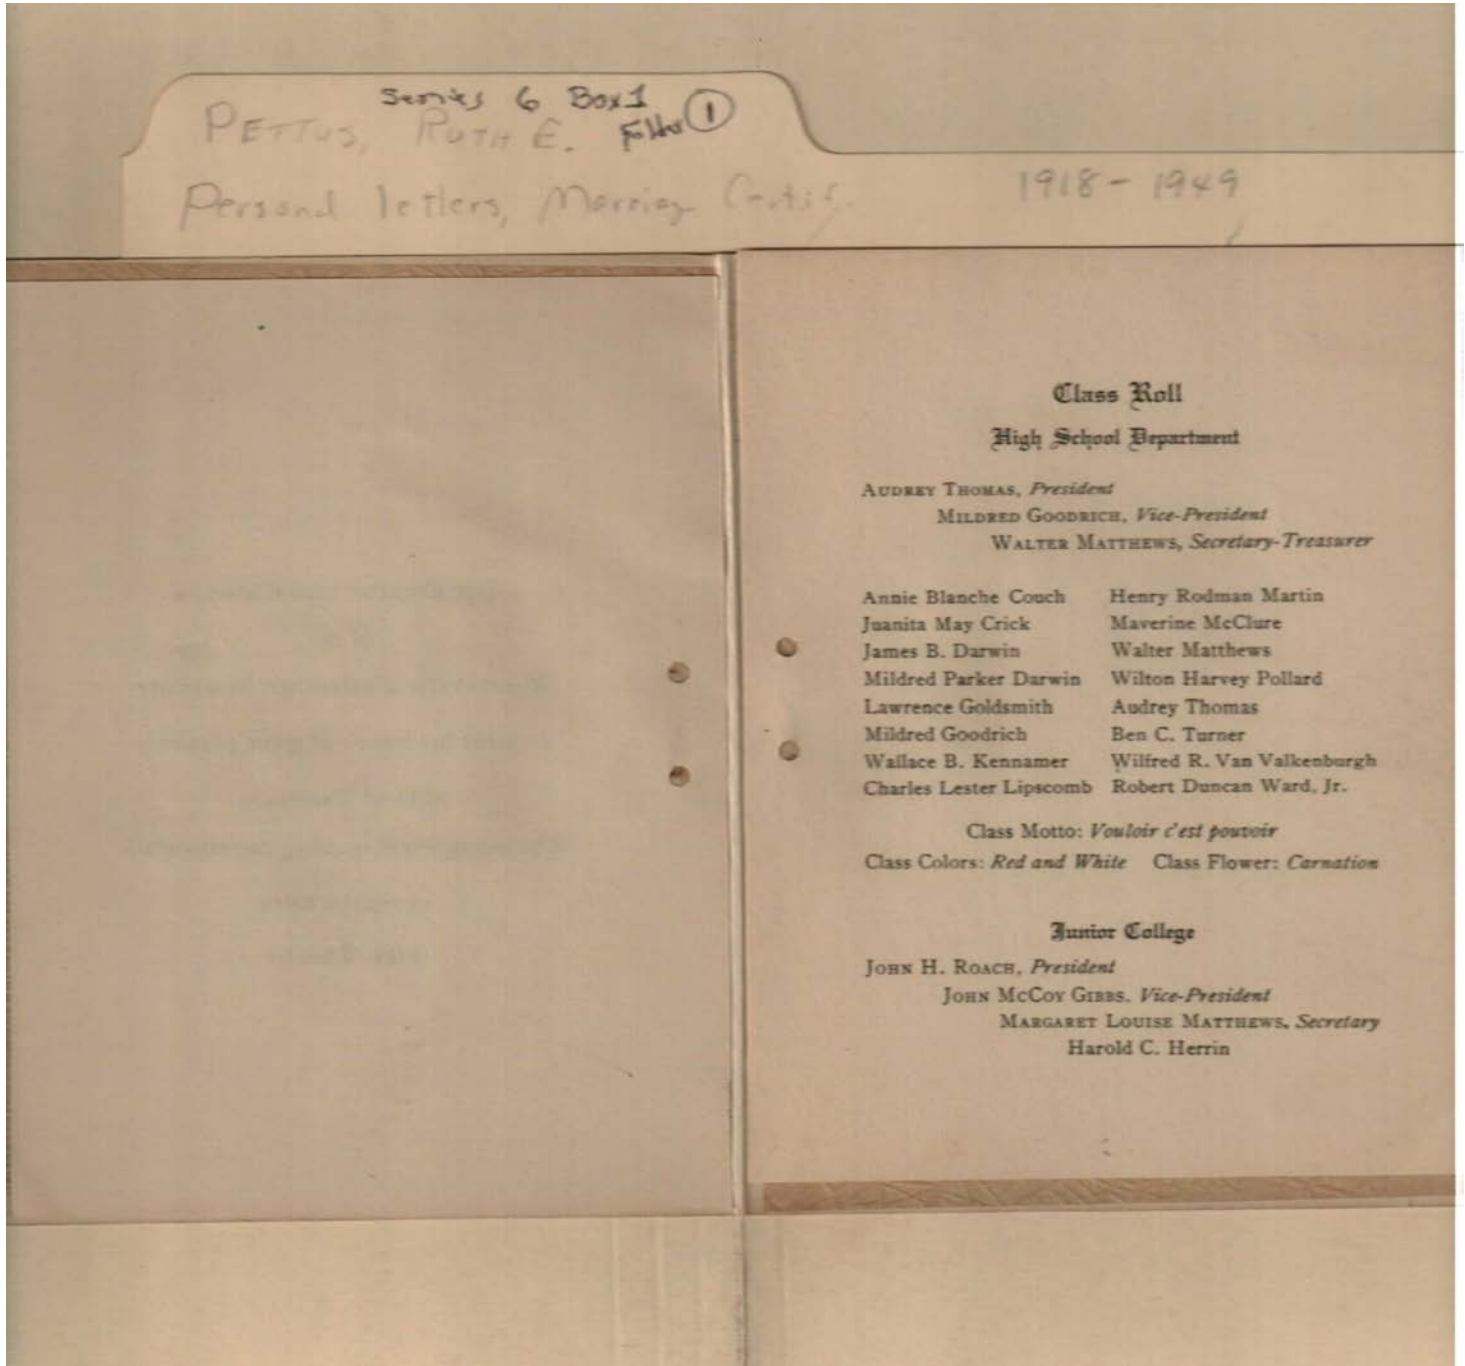 Series 6 Box 1
PETTUS, RUTH E. Folder 1
Personal letters, Marriage Certif. 1918-1949
Class Roll
High School Department
AUDREY THOMAS, President
MILDRED GOODRICH, Vice-President
WALTER MATTHEWS, Secretary-Treasurer
Annie Blanche Couch Henry Rodman Martin
Juanita May Crick Maverine McClure
James B. Darwin Walter Matthews
Mildred Parker Darwin Wilton Harvey Pollard
Lawrence Goldsmith Audrey Thomas
Mildred Goodrich Ben C. Turner
Wallace B. Kennamer Wilfred R. Van Valkenburgh
Charles Lester Lipscomb Robert Duncan Ward, Jr.
Class Motto: Vouloir c'est pouvoir
Class Colors: Red and White Class Flower: Carnation
Junior College
JOHN H. ROACH, President
JOHN MCCOY GIBBS, Vice-President
MARGARET LOUISE MATTHEWS, Secretary
Harold C. Herrin